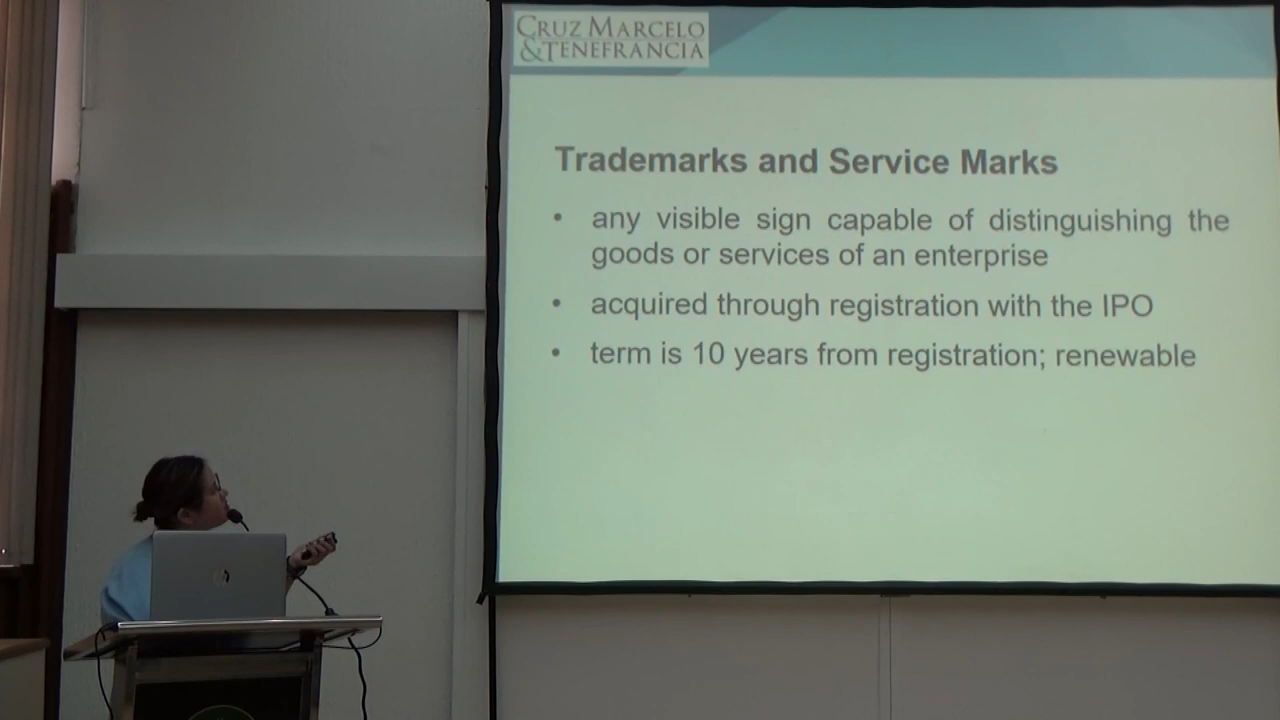 CRUZ MARCELO
& TENEFRANCIA
Trademarks and Service Marks
• any visible sign capable of distinguishing the
goods or services of an enterprise
• acquired through registration with the IPO
• term is 10 years from registration; renewable